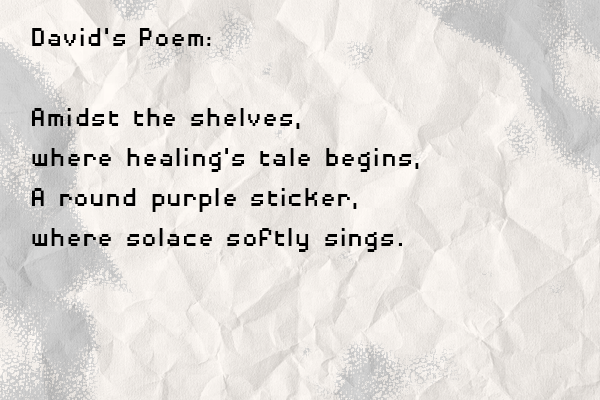 David's Poem:
Amidst the shelves,
where healing's tale begins,
A round purple sticker,
where solace softly sings.